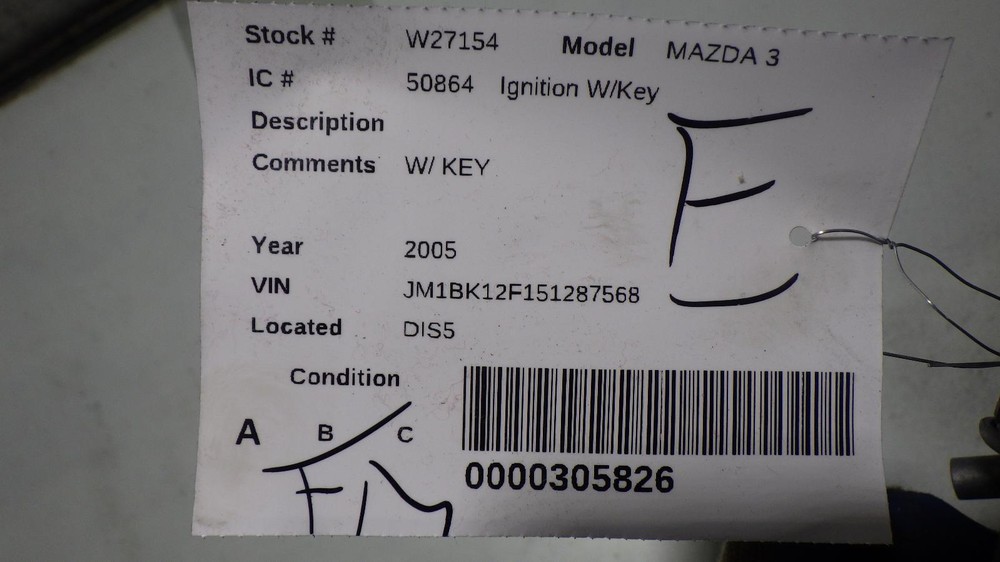 Stock # W27154 Model MAZDA 3
IC # 50864 Ignition W/Key
Description
Comments W/ KEY
E
Year 2005
VIN JM1BK12F151287568
Located DIS5
Condition
A B C
0000305826